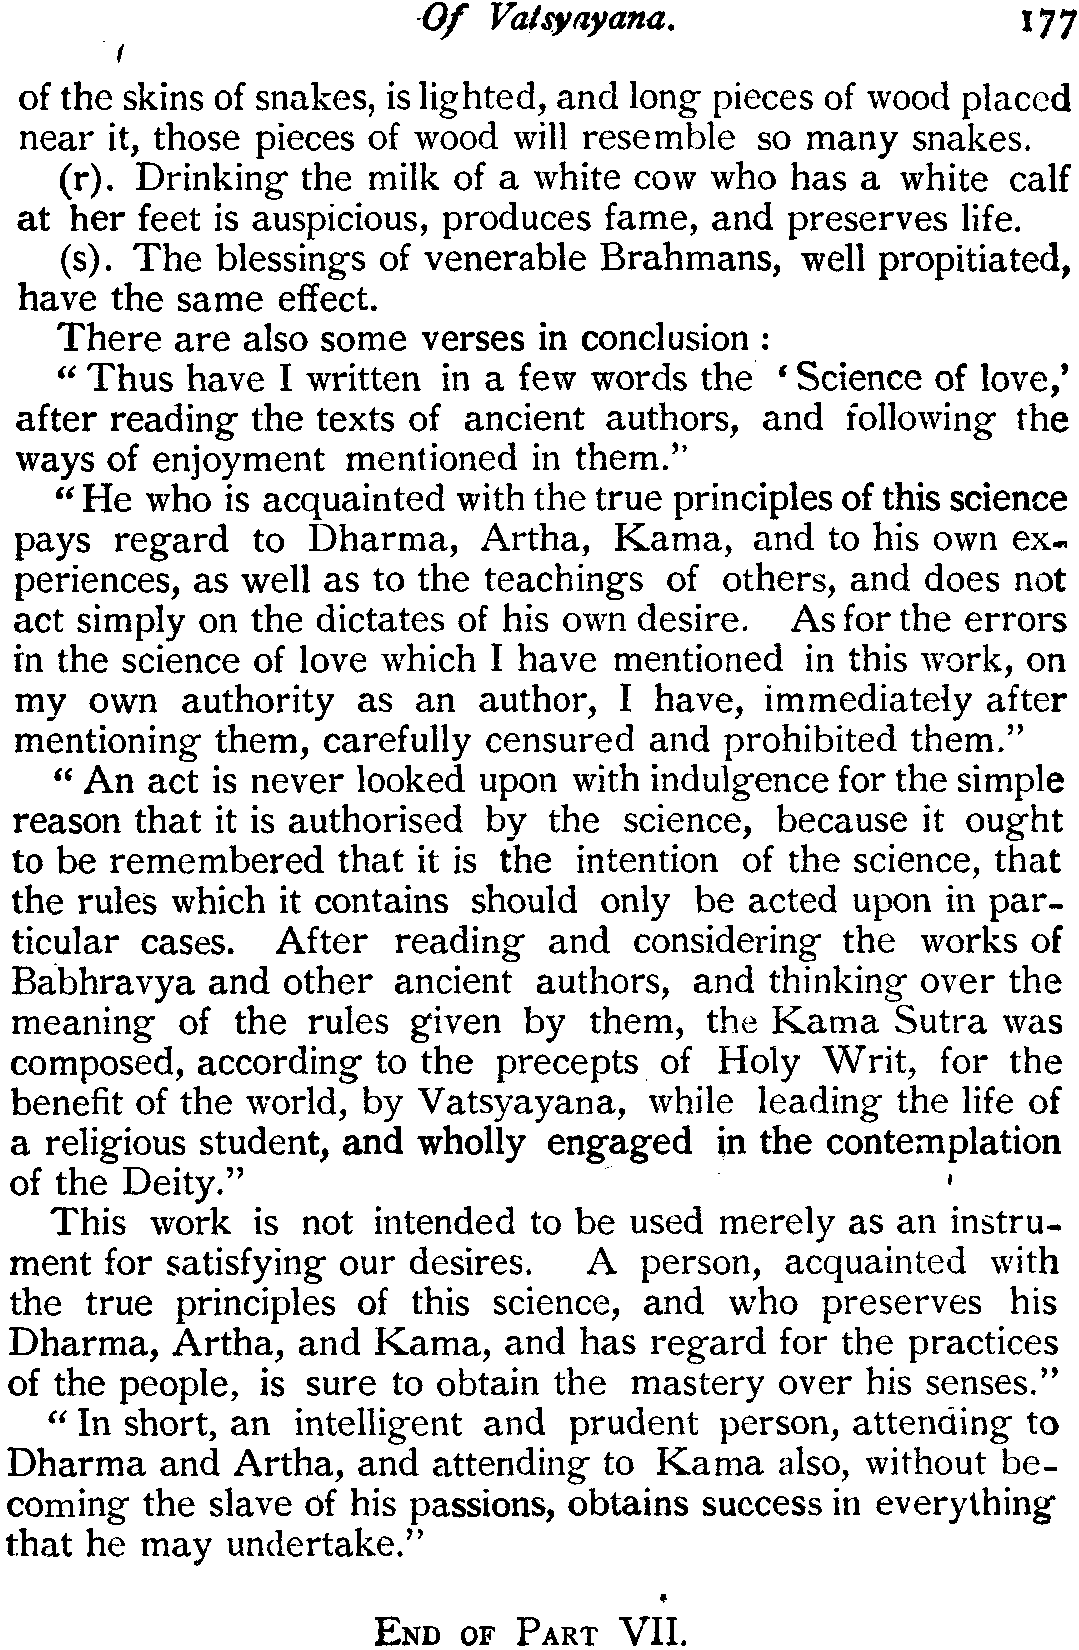 Of Vatsyayana. 177
of the skins of snakes, is lighted, and long pieces of wood placed
near it, those pieces of wood will resemble so many snakes.
(r). Drinking the milk of a white cow who has a white calf
at her feet is auspicious, produces fame, and preserves life.
(s). The blessings of venerable Brahmans, well propitiated,
have the same effect.
There are also some verses in conclusion :
“ Thus have I written in a few words the ‘ Science of love,’
after reading the texts of ancient authors, and following the
ways of enjoyment mentioned in them.”
“ He who is acquainted with the true principles of this science
pays regard to Dharma, Artha, Kama, and to his own ex-
periences, as well as to the teachings of others, and does not
act simply on the dictates of his own desire. As for the errors
in the science of love which I have mentioned in this work, on
my own authority as an author, I have, immediately after
mentioning them, carefully censured and prohibited them.”
“ An act is never looked upon with indulgence for the simple
reason that it is authorised by the science, because it ought
to be remembered that it is the intention of the science, that
the rules which it contains should only be acted upon in par-
ticular cases. After reading and considering the works of
Babhravya and other ancient authors, and thinking over the
meaning of the rules given by them, the Kama Sutra was
composed, according to the precepts of Holy Writ, for the
benefit of the world, by Vatsyayana, while leading the life of
a religious student, and wholly engaged in the contemplation
of the Deity.”
This work is not intended to be used merely as an instru-
ment for satisfying our desires. A person, acquainted with
the true principles of this science, and who preserves his
Dharma, Artha, and Kama, and has regard for the practices
of the people, is sure to obtain the mastery over his senses.”
“ In short, an intelligent and prudent person, attending to
Dharma and Artha, and attending to Kama also, without be-
coming the slave of his passions, obtains success in everything
that he may undertake.”
END OF PART VII.